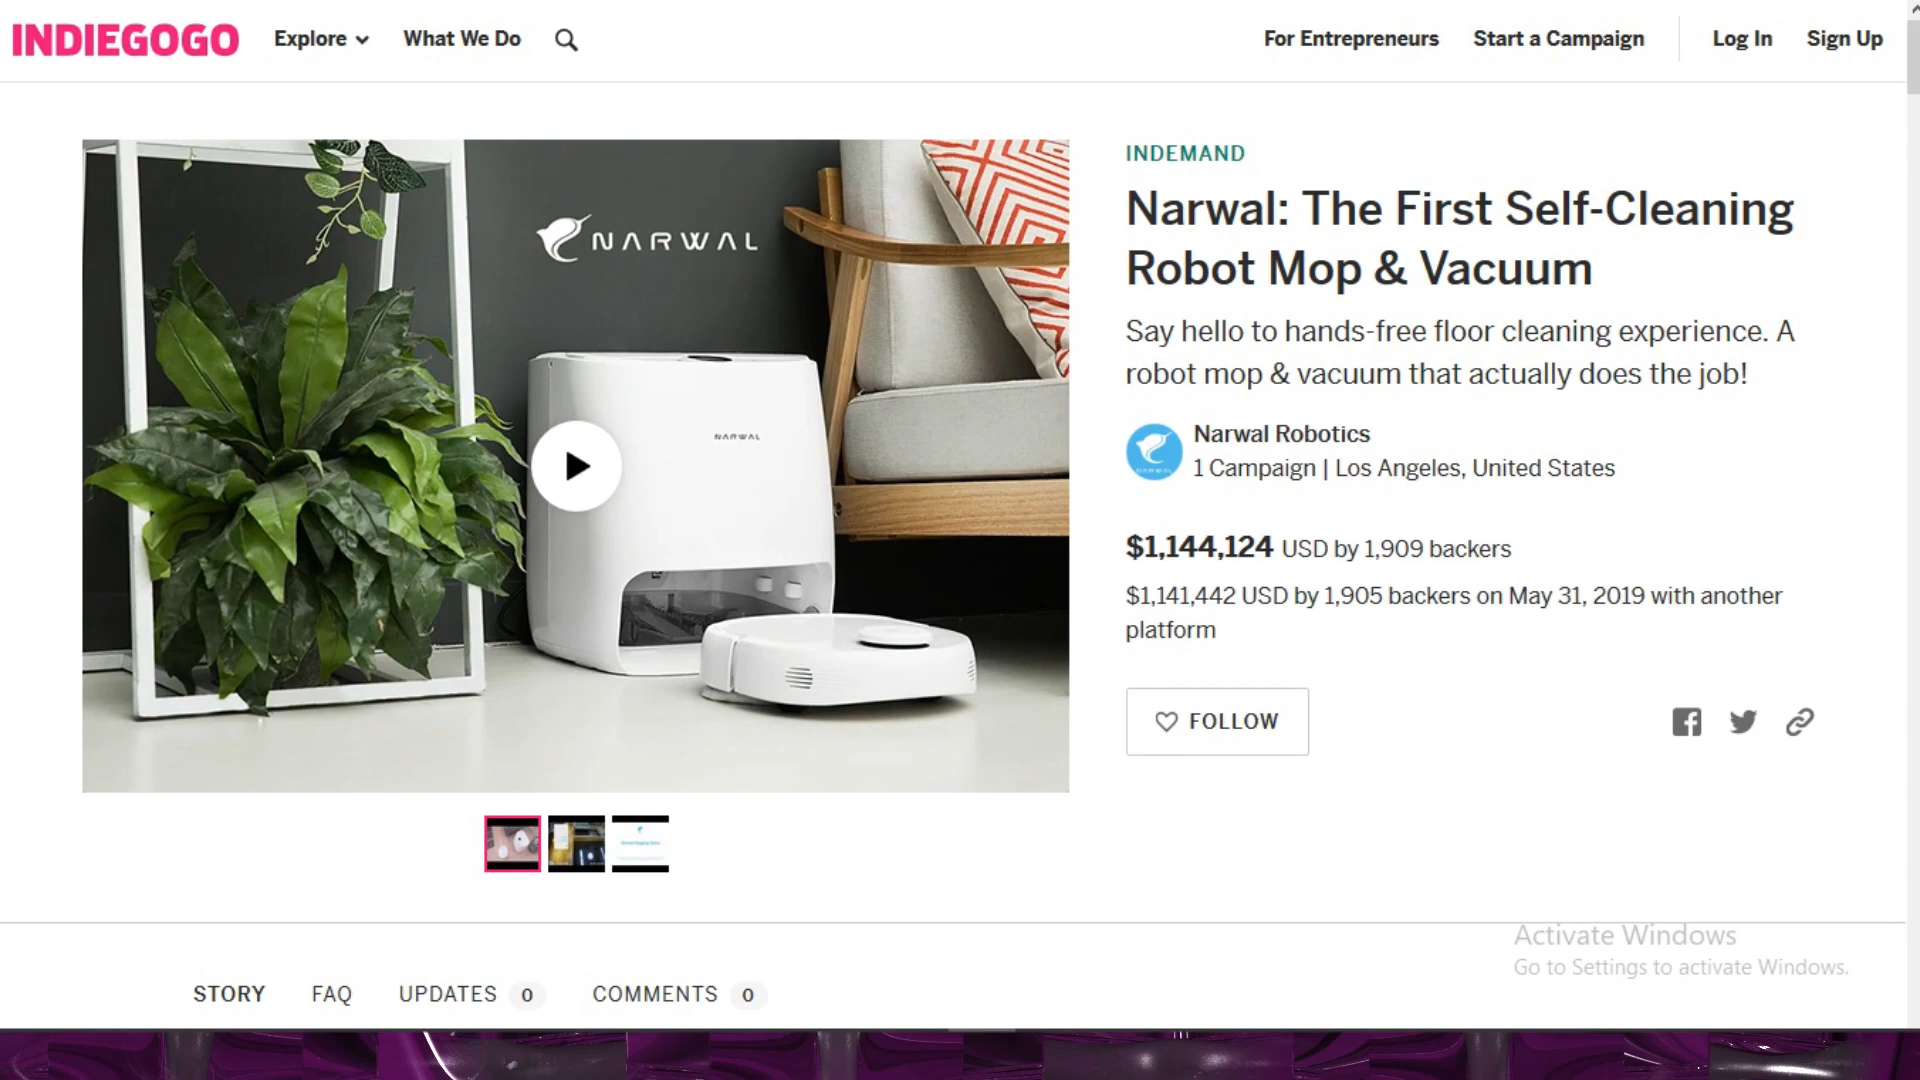 INDIEGOGO
Explore
What We Do
For Entrepreneurs
Start a Campaign
Log In
Sign Up
NARWAL
NARWAL
INDEMAND
Narwal: The First Self-Cleaning
Robot Mop & Vacuum
Say hello to hands-free floor cleaning experience. A
robot mop & vacuum that actually does the job!
NARWAL
Narwal Robotics
1 Campaign | Los Angeles, United States
$1,144,124 USD by 1,909 backers
$1,141,442 USD by 1,905 backers on May 31, 2019 with another
platform
FOLLOW
Activate Windows
Go to Settings to activate Windows.
STORY
FAQ
UPDATES 0
COMMENTS 0